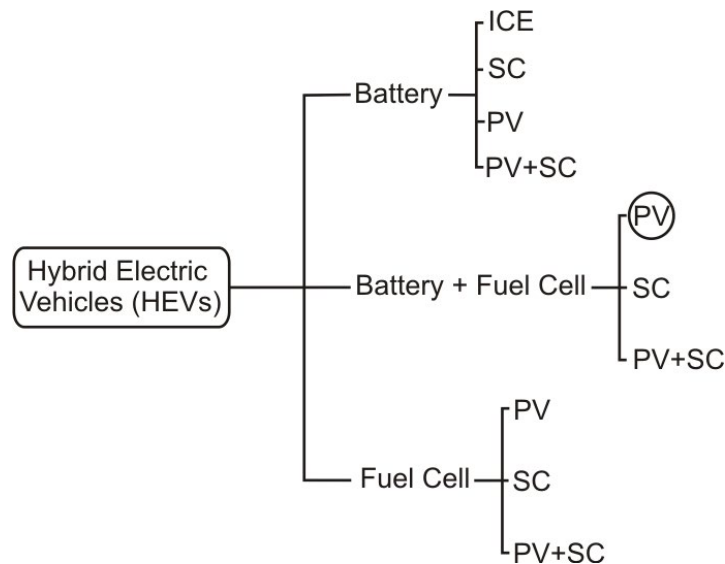 Hybrid Electric
Vehicles (HEVs)
Battery
ICE
SC
PV
PV+SC
Battery + Fuel Cell
PV
SC
PV+SC
Fuel Cell
PV
SC
PV+SC